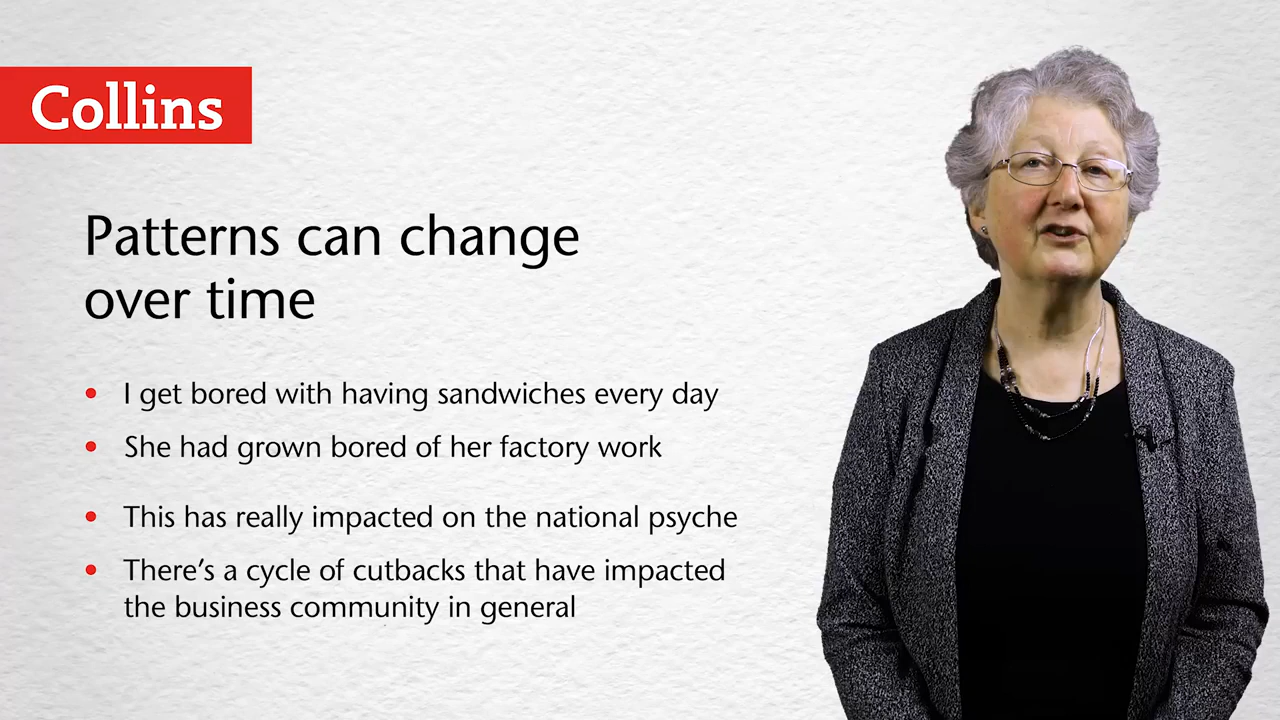 Collins
Patterns can change
over time
• I get bored with having sandwiches every day
• She had grown bored of her factory work
• This has really impacted on the national psyche
• There’s a cycle of cutbacks that have impacted
the business community in general